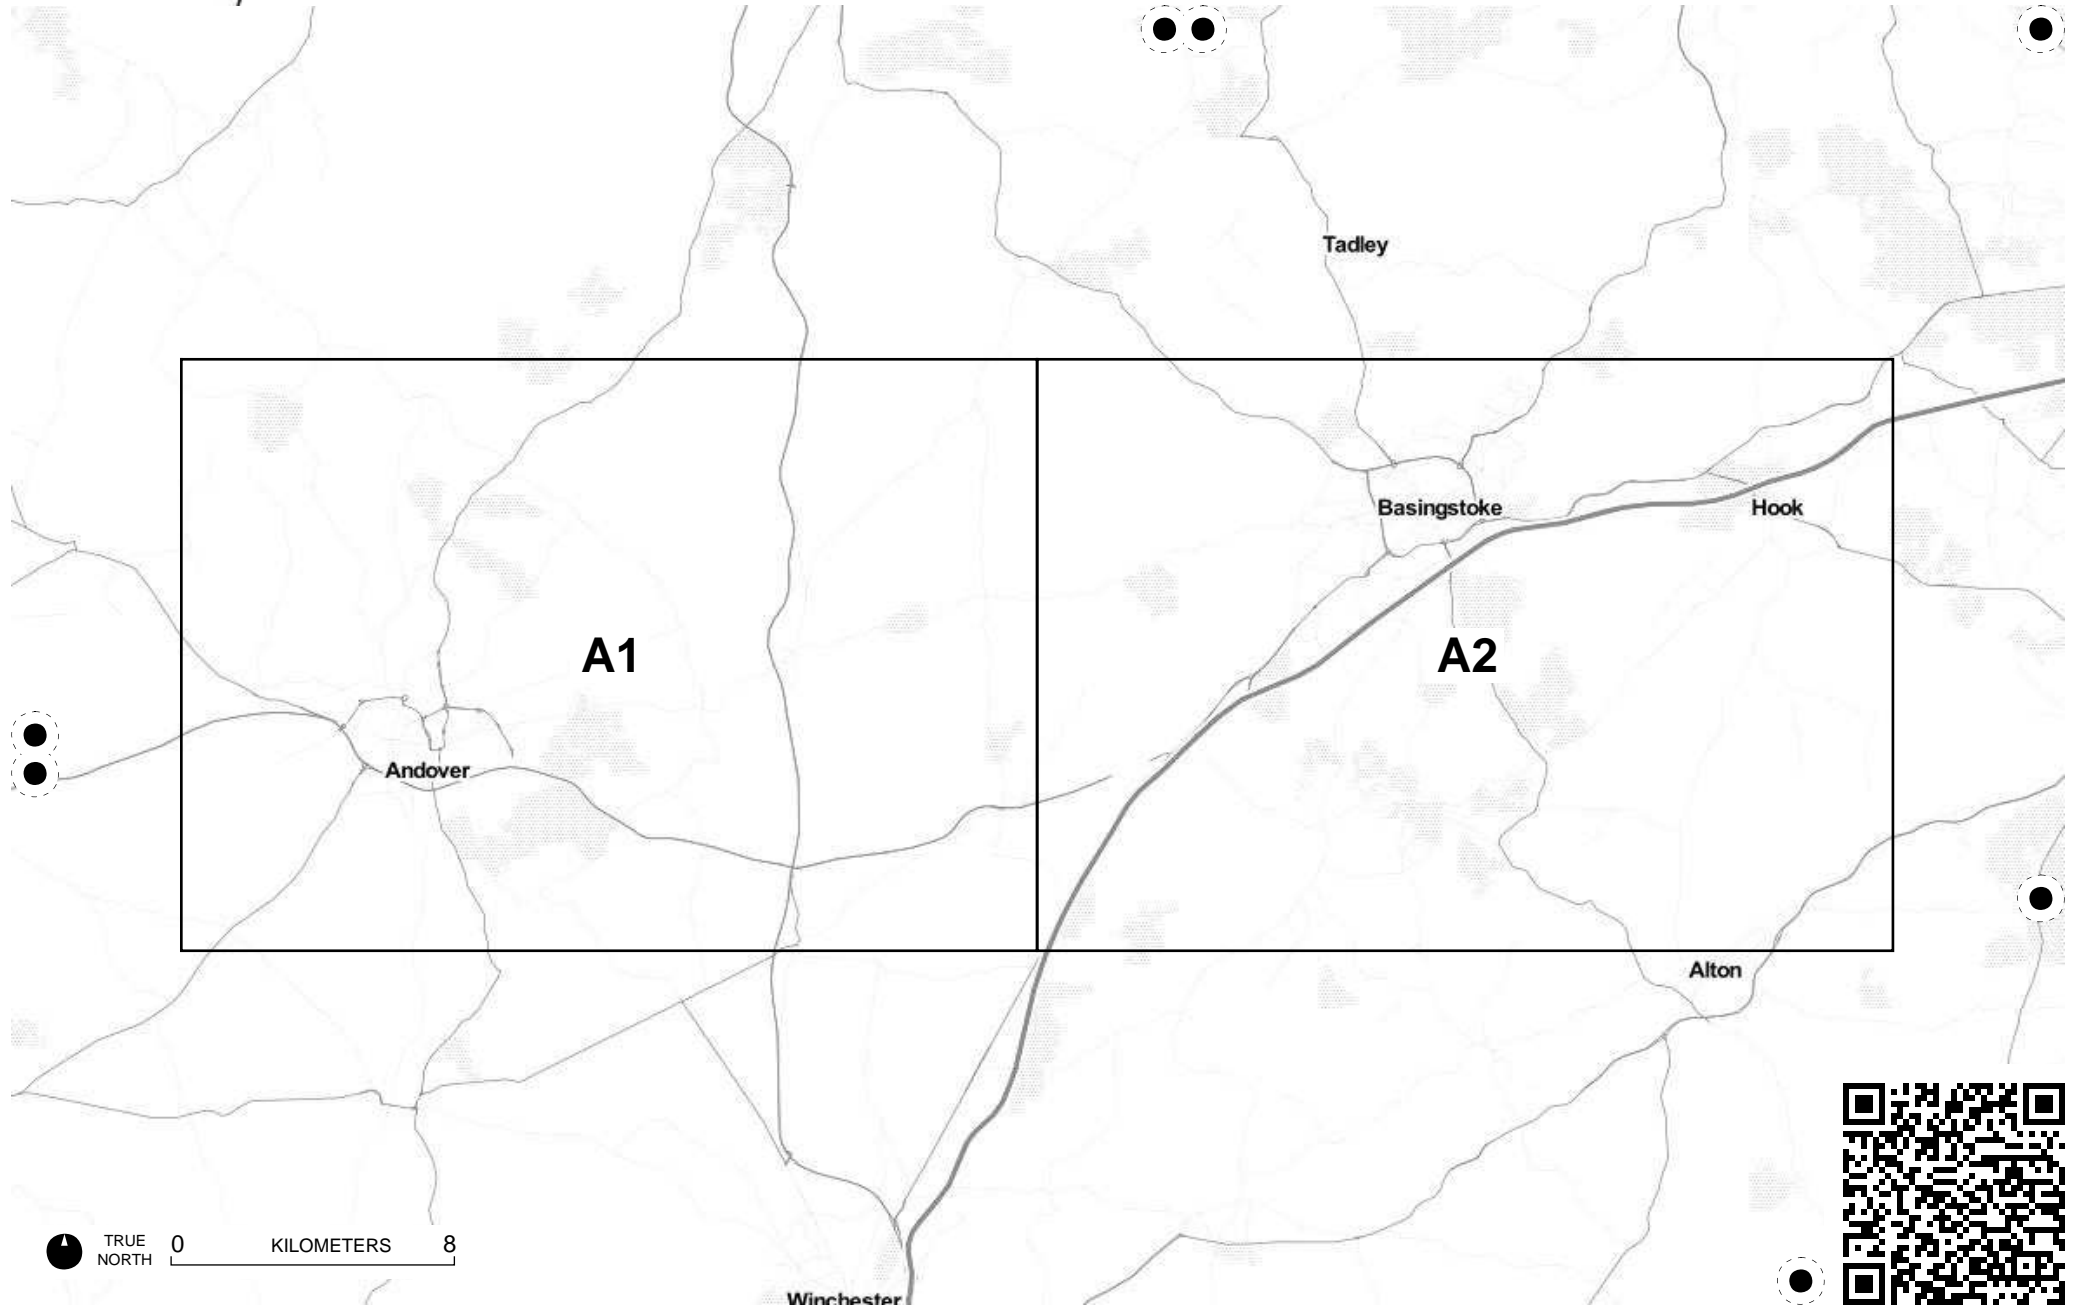 Tadley
Basingstoke
Hook
A1
A2
Andover
Alton
TRUE
NORTH
0
KILOMETERS
8
Winchester